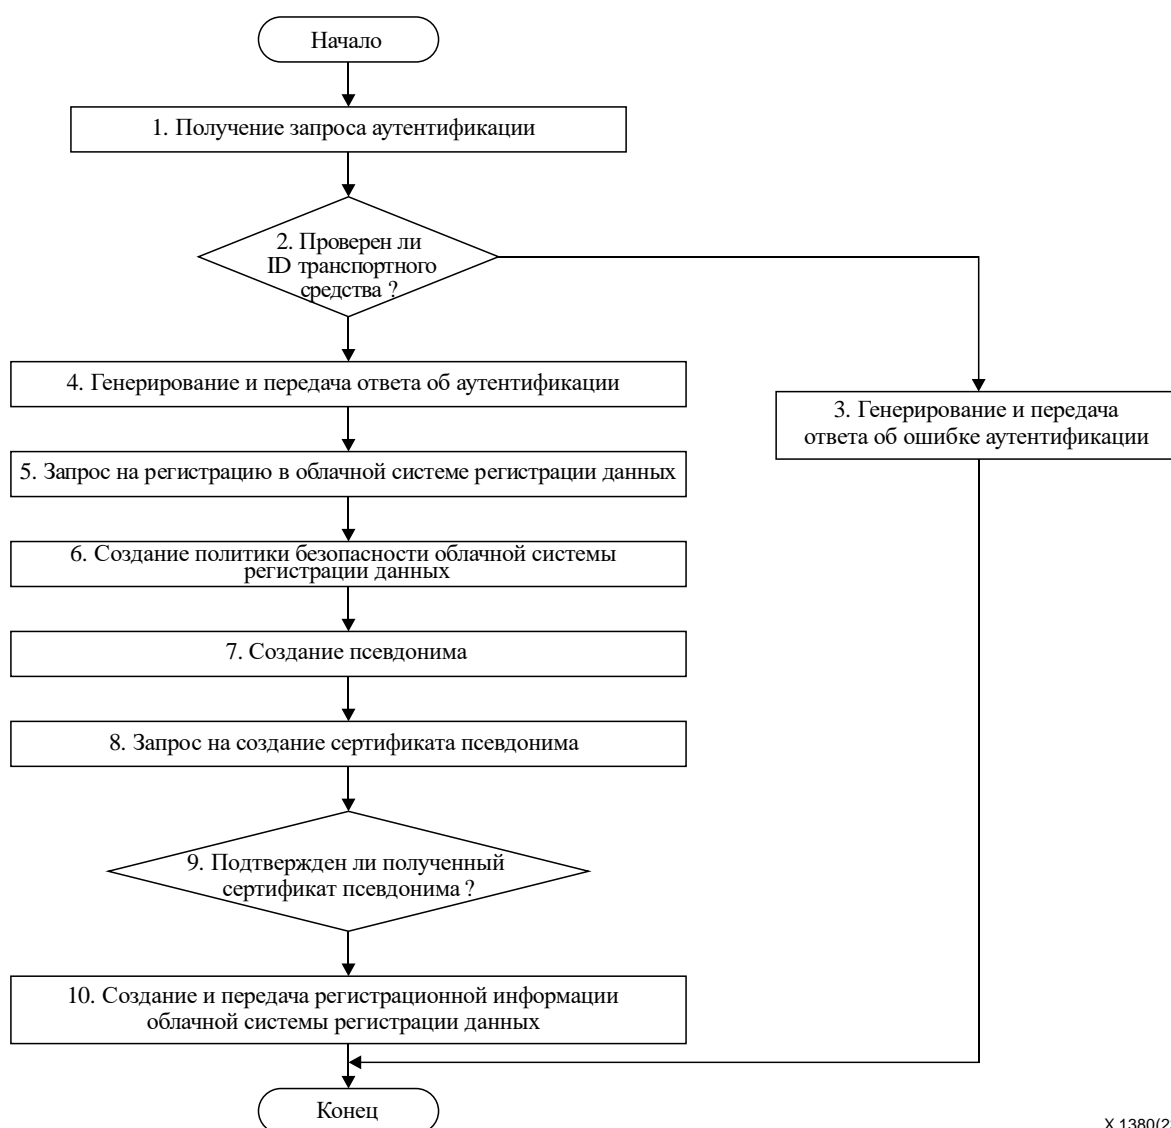 Начало
1. Получение запроса аутентификации
2. Проверен ли
ID транспортного
средства ?
4. Генерирование и передача ответа об аутентификации
3. Генерирование и передача
ответа об ошибке аутентификации
5. Запрос на регистрацию в облачной системе регистрации данных
6. Создание политики безопасности облачной системы
регистрации данных
7. Создание псевдонима
8. Запрос на создание сертификата псевдонима
9. Подтвержден ли полученный
сертификат псевдонима ?
10. Создание и передача регистрационной информации
облачной системы регистрации данных
Конец
X.1380(2